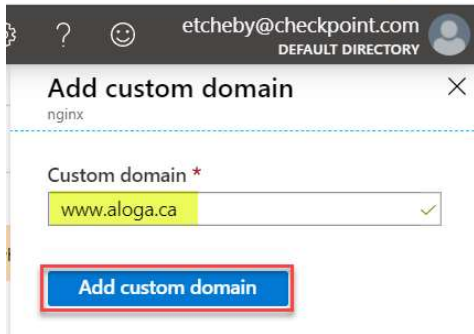 etcheby@checkpoint.com
DEFAULT DIRECTORY
Add custom domain
nginx
Custom domain *
www.aloga.ca
Add custom domain